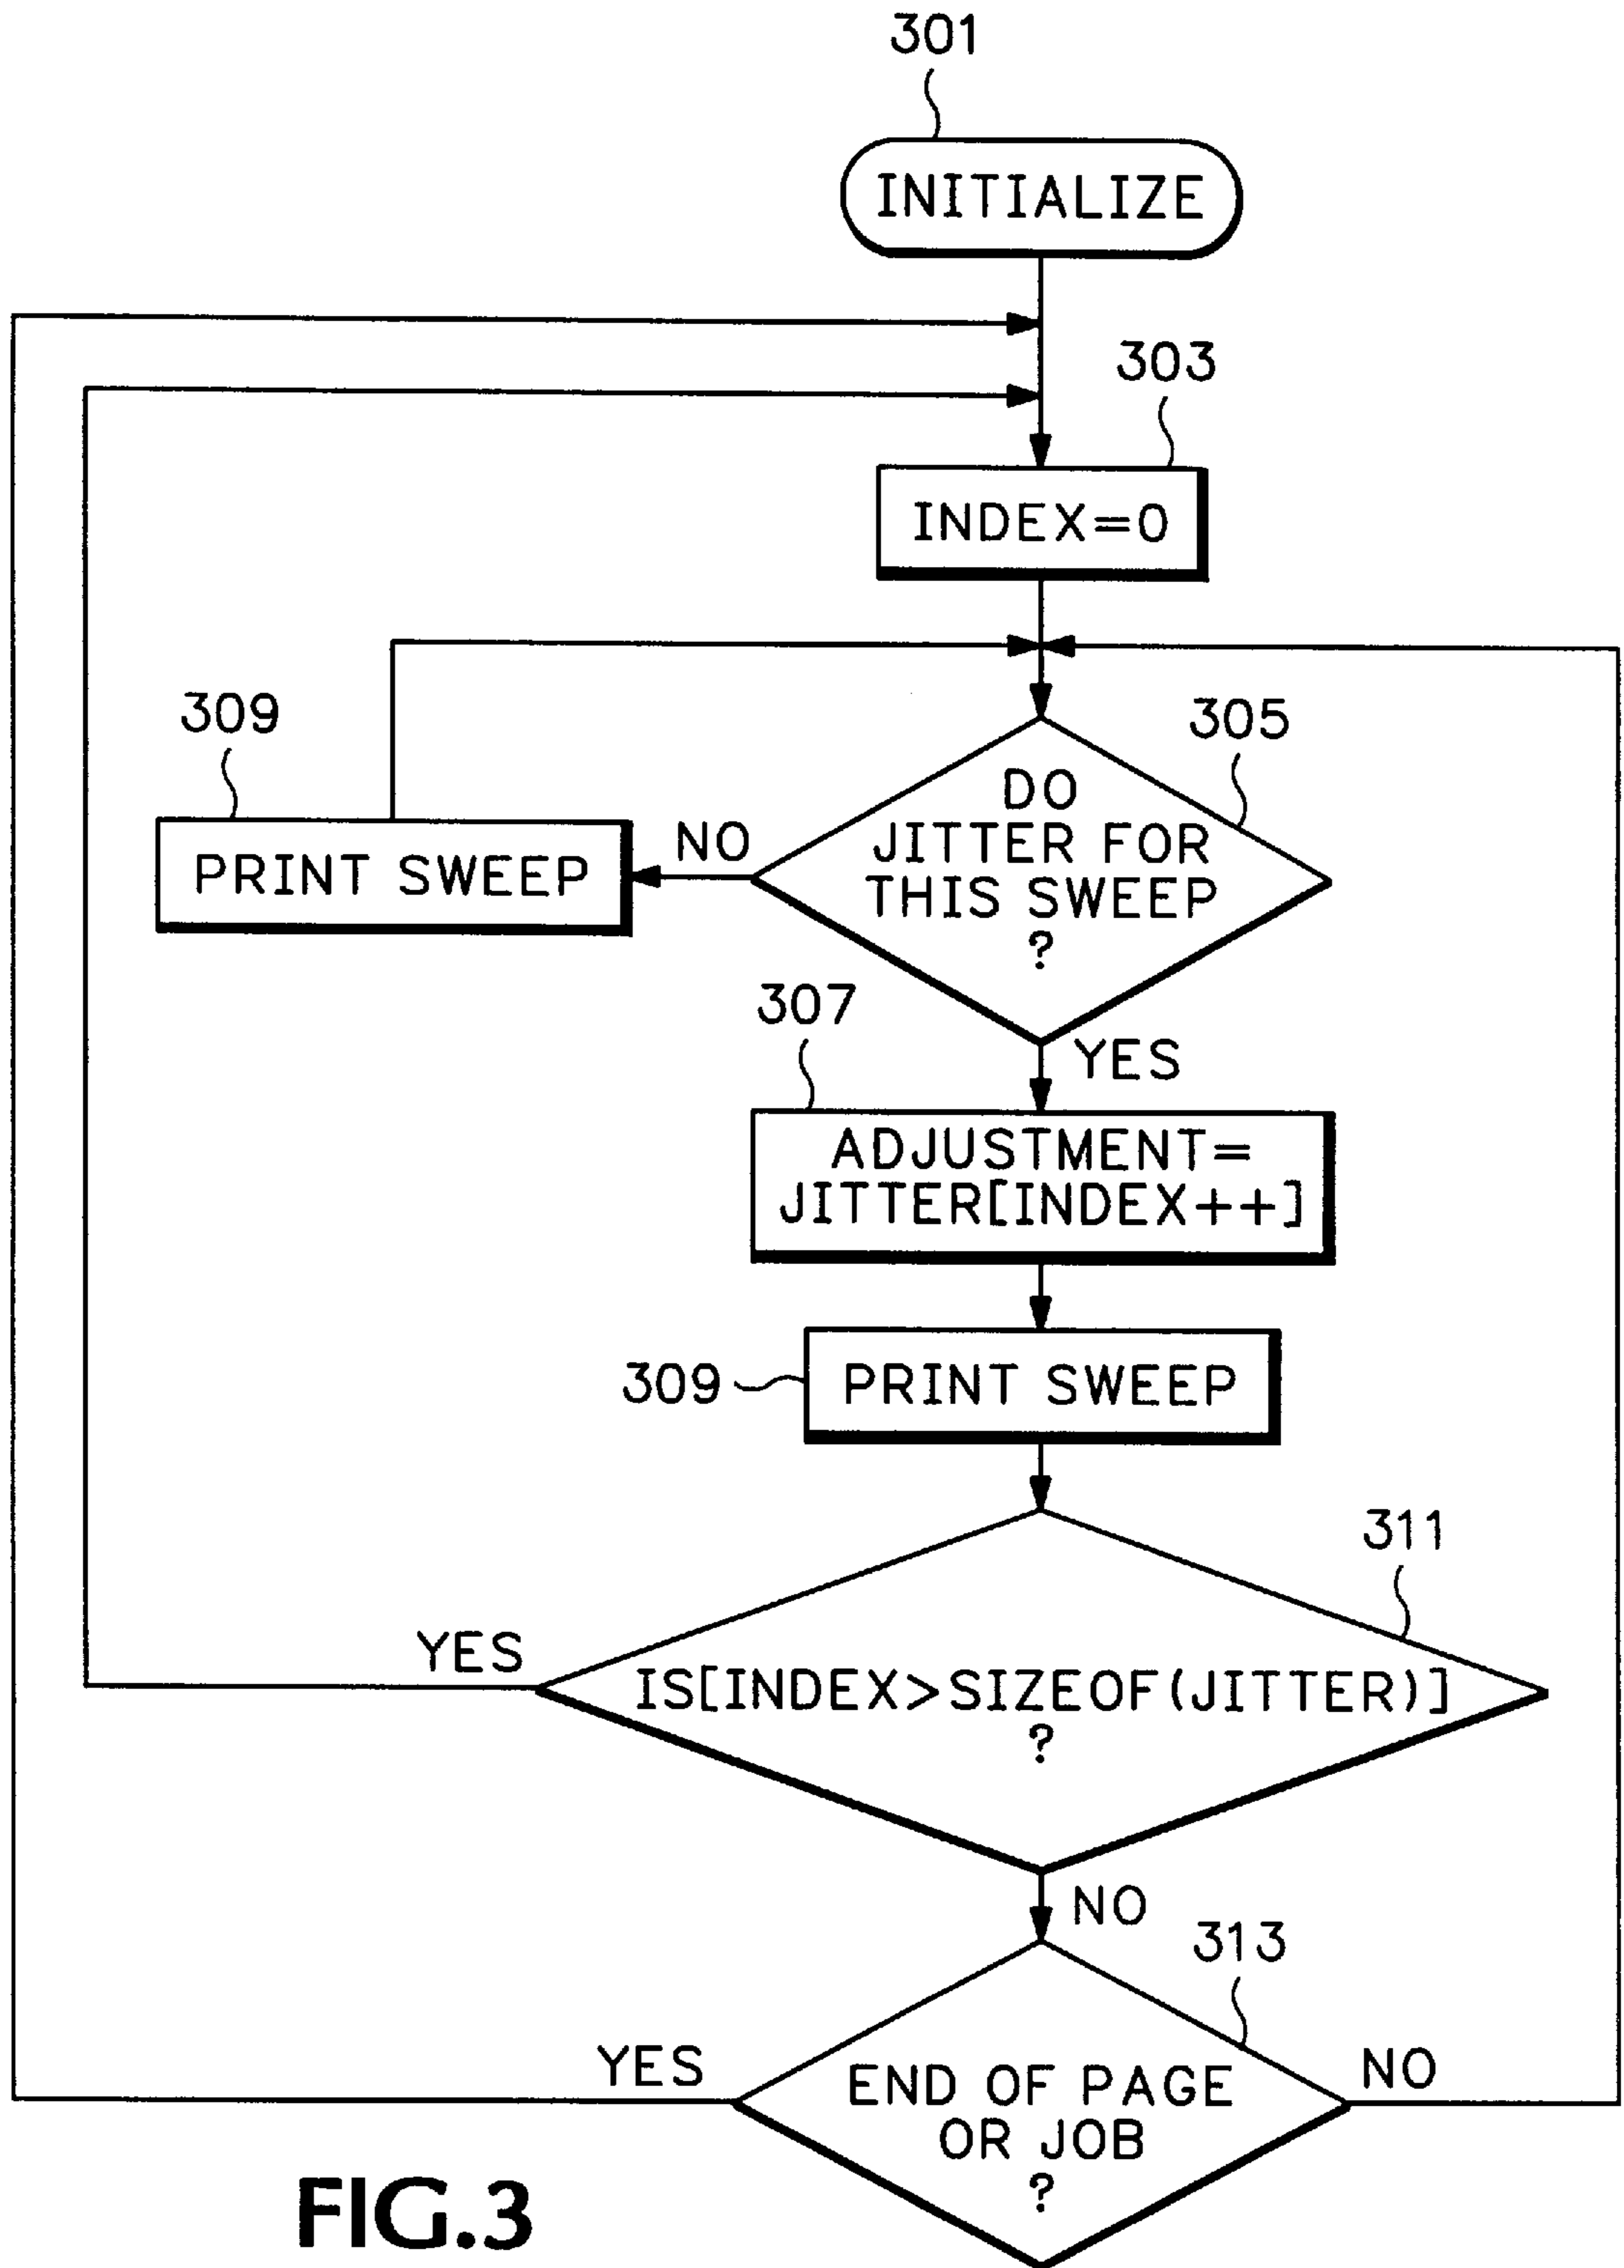 301
INITIALIZE
303
INDEX=0
309
305
PRINT SWEEP
NO
DO
JITTER FOR
THIS SWEEP
?
307
YES
ADJUSTMENT=
JITTER[INDEX++]
309
PRINT SWEEP
311
YES
IS[INDEX>SIZEOF(JITTER)]
?
NO
313
YES
END OF PAGE
OR JOB
?
NO
FIG.3